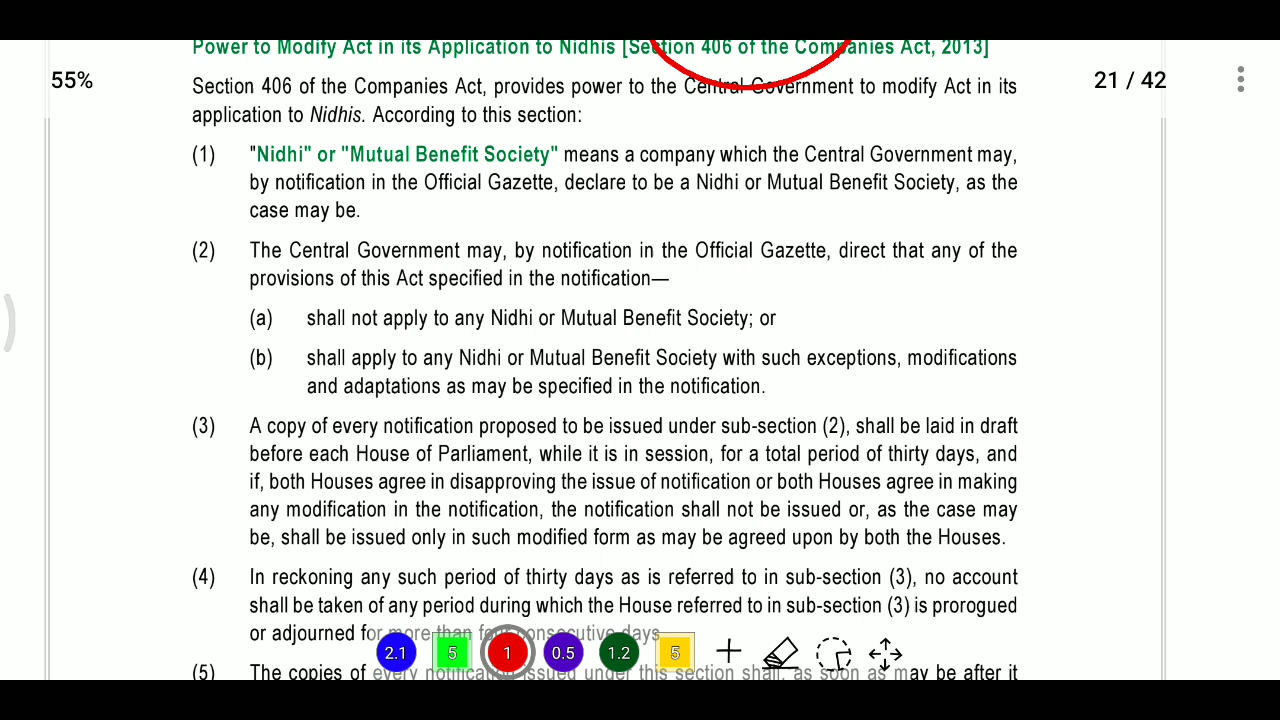 Power to Modify Act in its Application to Nidhis [Section 406 of the Companies Act, 2013]
55%
21 / 42
Section 406 of the Companies Act, provides power to the Central Government to modify Act in its
application to Nidhis. According to this section:
(1) "Nidhi" or "Mutual Benefit Society" means a company which the Central Government may,
by notification in the Official Gazette, declare to be a Nidhi or Mutual Benefit Society, as the
case may be.
(2) The Central Government may, by notification in the Official Gazette, direct that any of the
provisions of this Act specified in the notification—
(a) shall not apply to any Nidhi or Mutual Benefit Society; or
(b) shall apply to any Nidhi or Mutual Benefit Society with such exceptions, modifications
and adaptations as may be specified in the notification.
(3) A copy of every notification proposed to be issued under sub-section (2), shall be laid in draft
before each House of Parliament, while it is in session, for a total period of thirty days, and
if, both Houses agree in disapproving the issue of notification or both Houses agree in making
any modification in the notification, the notification shall not be issued or, as the case may
be, shall be issued only in such modified form as may be agreed upon by both the Houses.
(4) In reckoning any such period of thirty days as is referred to in sub-section (3), no account
shall be taken of any period during which the House referred to in sub-section (3) is prorogued
or adjourned for more than four consecutive days.
2.1 5 1 0.5 1.2 5
(5) The copies of every notification issued under this section shall, as soon as may be after it